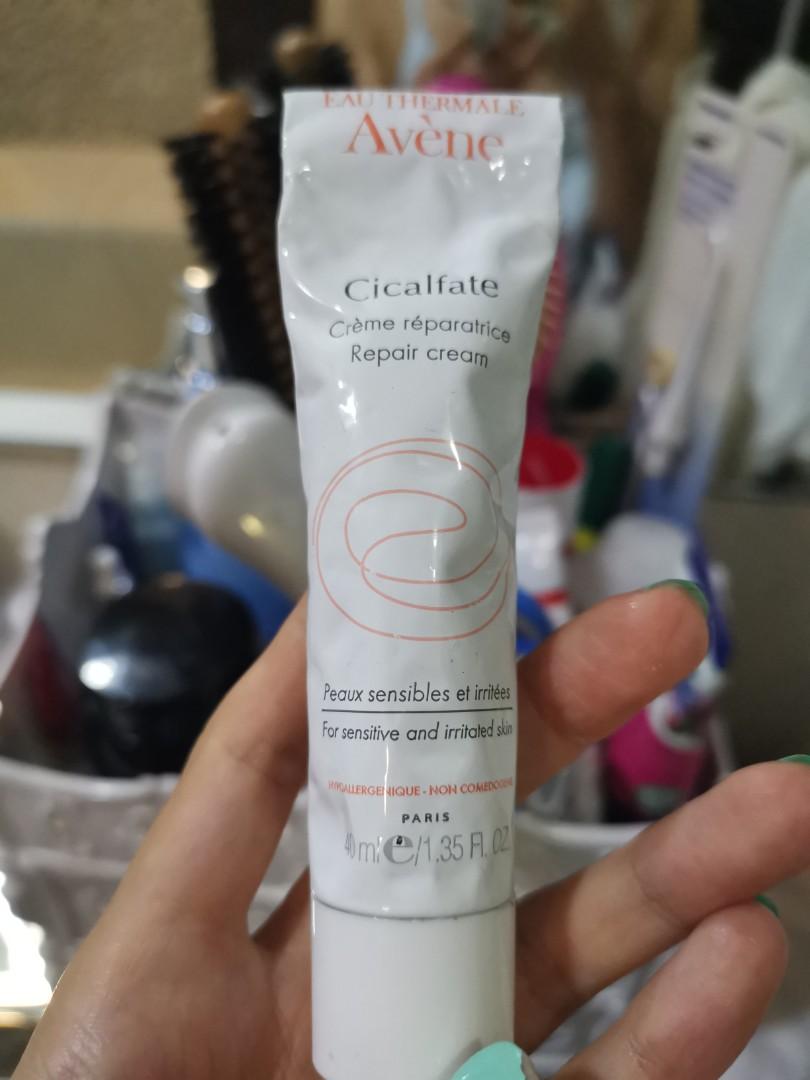 EAU THERMALE
Avène
Cicalfate
Crème réparatrice
Repair cream
Peaux sensibles et irritées
For sensitive and irritated skin
HYPOALLERGENIQUE - NON COMEDOGENE
PARIS
40 ml e/1.35 Fl. OZ.